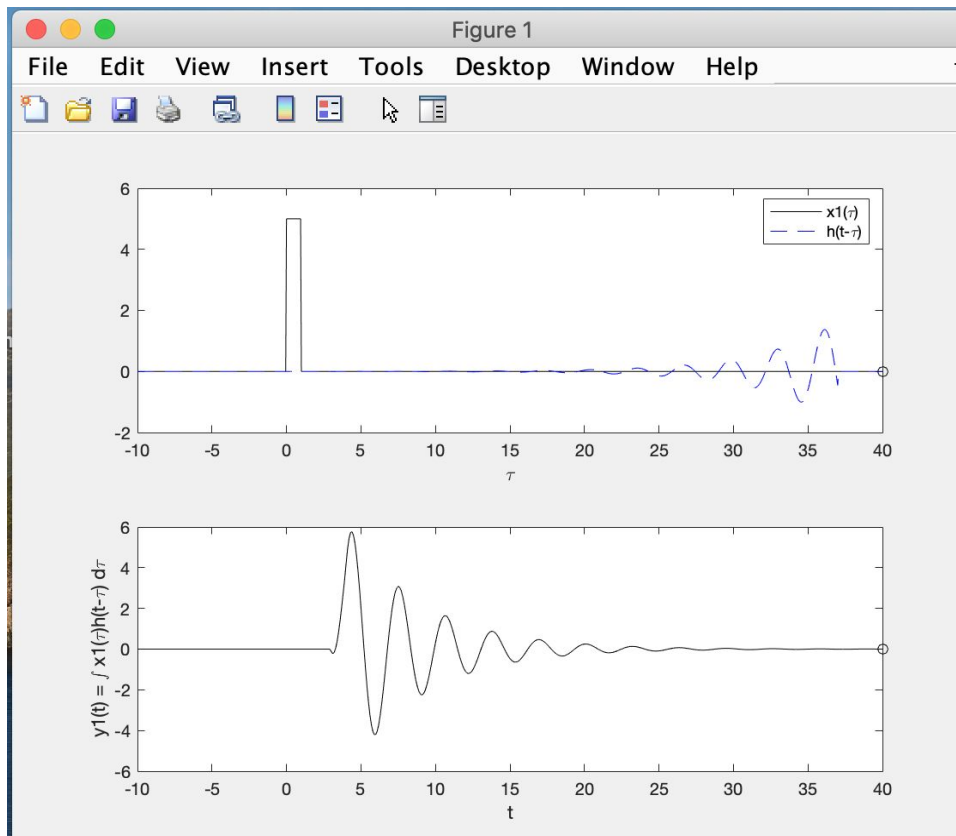 Figure 1
File Edit View Insert Tools Desktop Window Help
6
4
2
0
-2
-10 -5 0 5 10 15 20 25 30 35 40
τ
x1(τ)
h(t-τ)
6
4
2
0
-2
-4
-6
-10 -5 0 5 10 15 20 25 30 35 40
t
y1(t) = ∫ x1(τ)h(t-τ) dτ